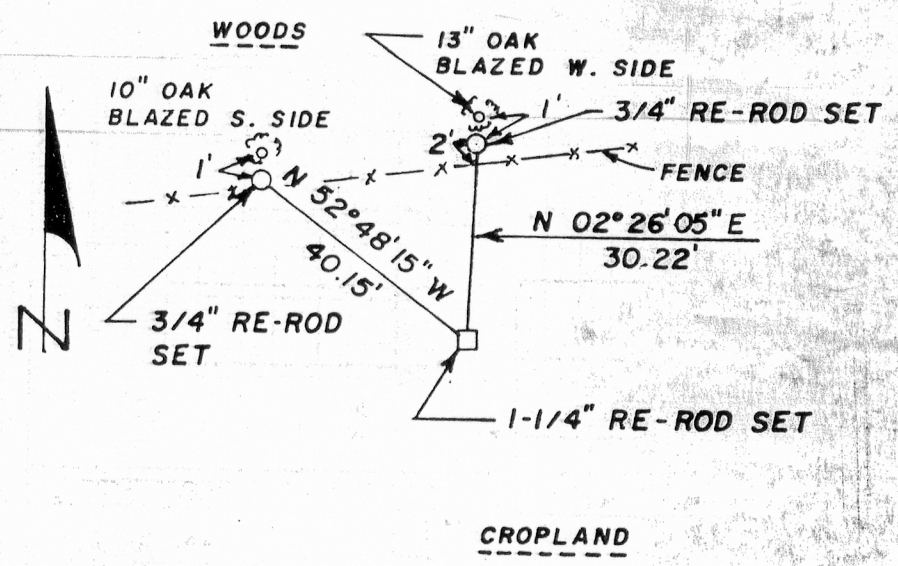 WOODS
13" OAK
BLAZED W. SIDE
10" OAK
BLAZED S. SIDE
1'
3/4" RE-ROD SET
2'
1'
FENCE
N 52°48'15" W
40.15'
N 02°26'05" E
30.22'
N
3/4" RE-ROD
SET
1-1/4" RE-ROD SET
CROPLAND